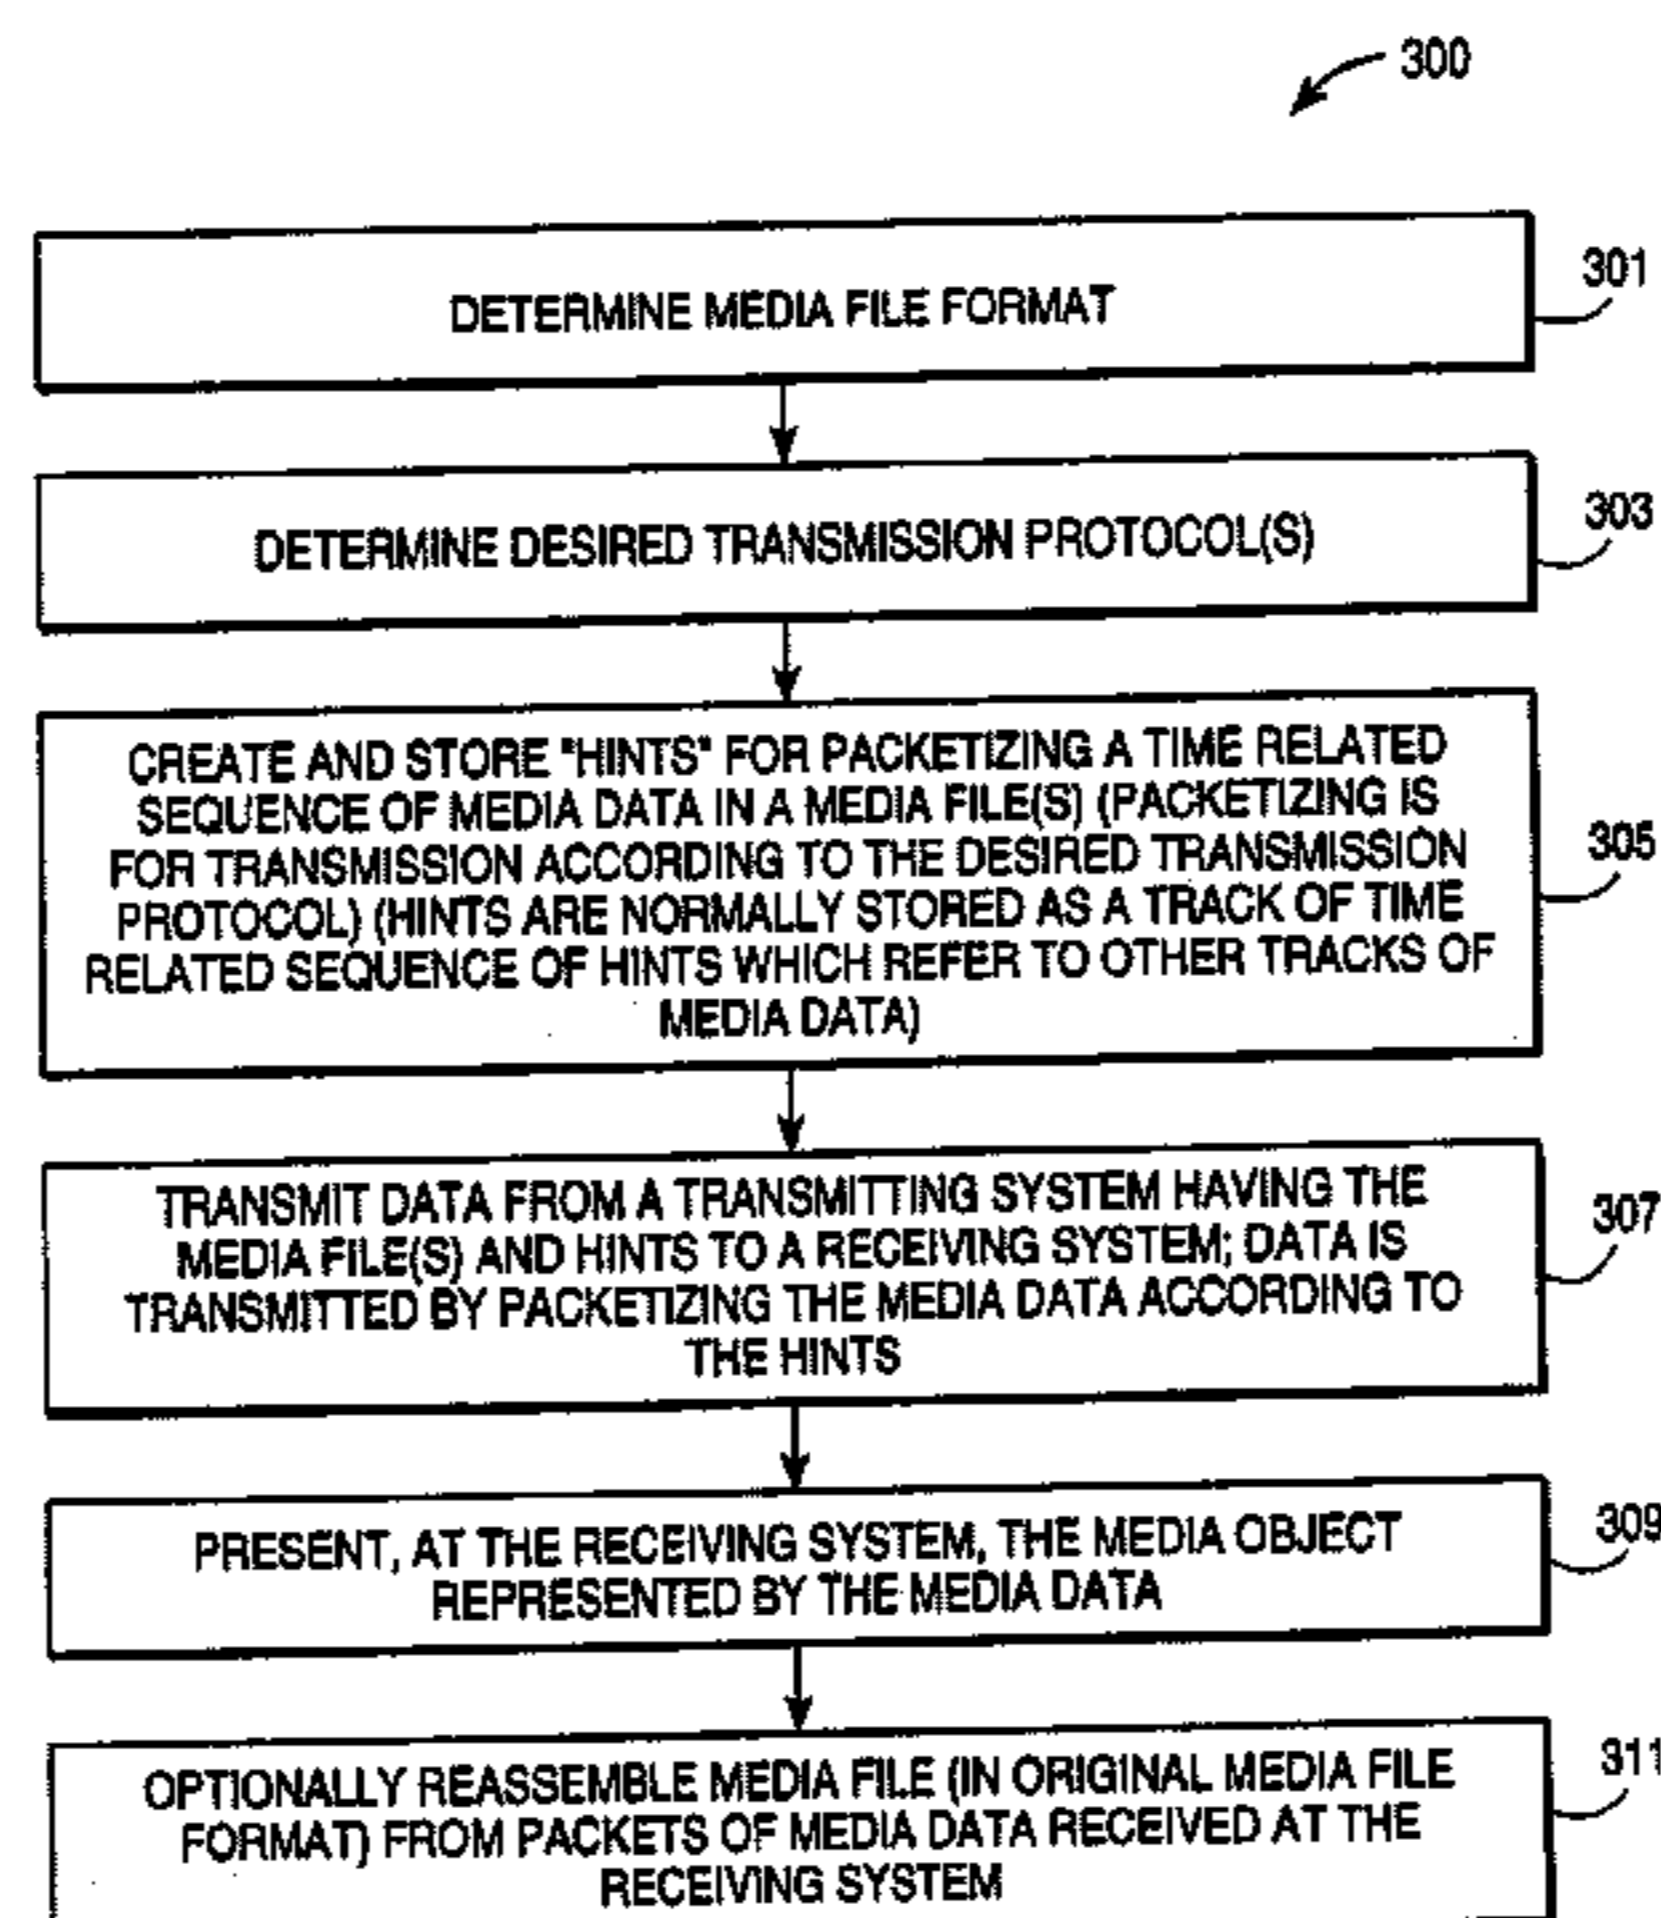 300
DETERMINE MEDIA FILE FORMAT
301
DETERMINE DESIRED TRANSMISSION PROTOCOL(S)
303
CREATE AND STORE "HINTS" FOR PACKETIZING A TIME RELATED
SEQUENCE OF MEDIA DATA IN A MEDIA FILE(S) (PACKETIZING IS
FOR TRANSMISSION ACCORDING TO THE DESIRED TRANSMISSION
PROTOCOL) (HINTS ARE NORMALLY STORED AS A TRACK OF TIME
RELATED SEQUENCE OF HINTS WHICH REFER TO OTHER TRACKS OF
MEDIA DATA)
305
TRANSMIT DATA FROM A TRANSMITTING SYSTEM HAVING THE
MEDIA FILE(S) AND HINTS TO A RECEIVING SYSTEM; DATA IS
TRANSMITTED BY PACKETIZING THE MEDIA DATA ACCORDING TO
THE HINTS
307
PRESENT, AT THE RECEIVING SYSTEM, THE MEDIA OBJECT
REPRESENTED BY THE MEDIA DATA
309
OPTIONALLY REASSEMBLE MEDIA FILE (IN ORIGINAL MEDIA FILE
FORMAT) FROM PACKETS OF MEDIA DATA RECEIVED AT THE
RECEIVING SYSTEM
311